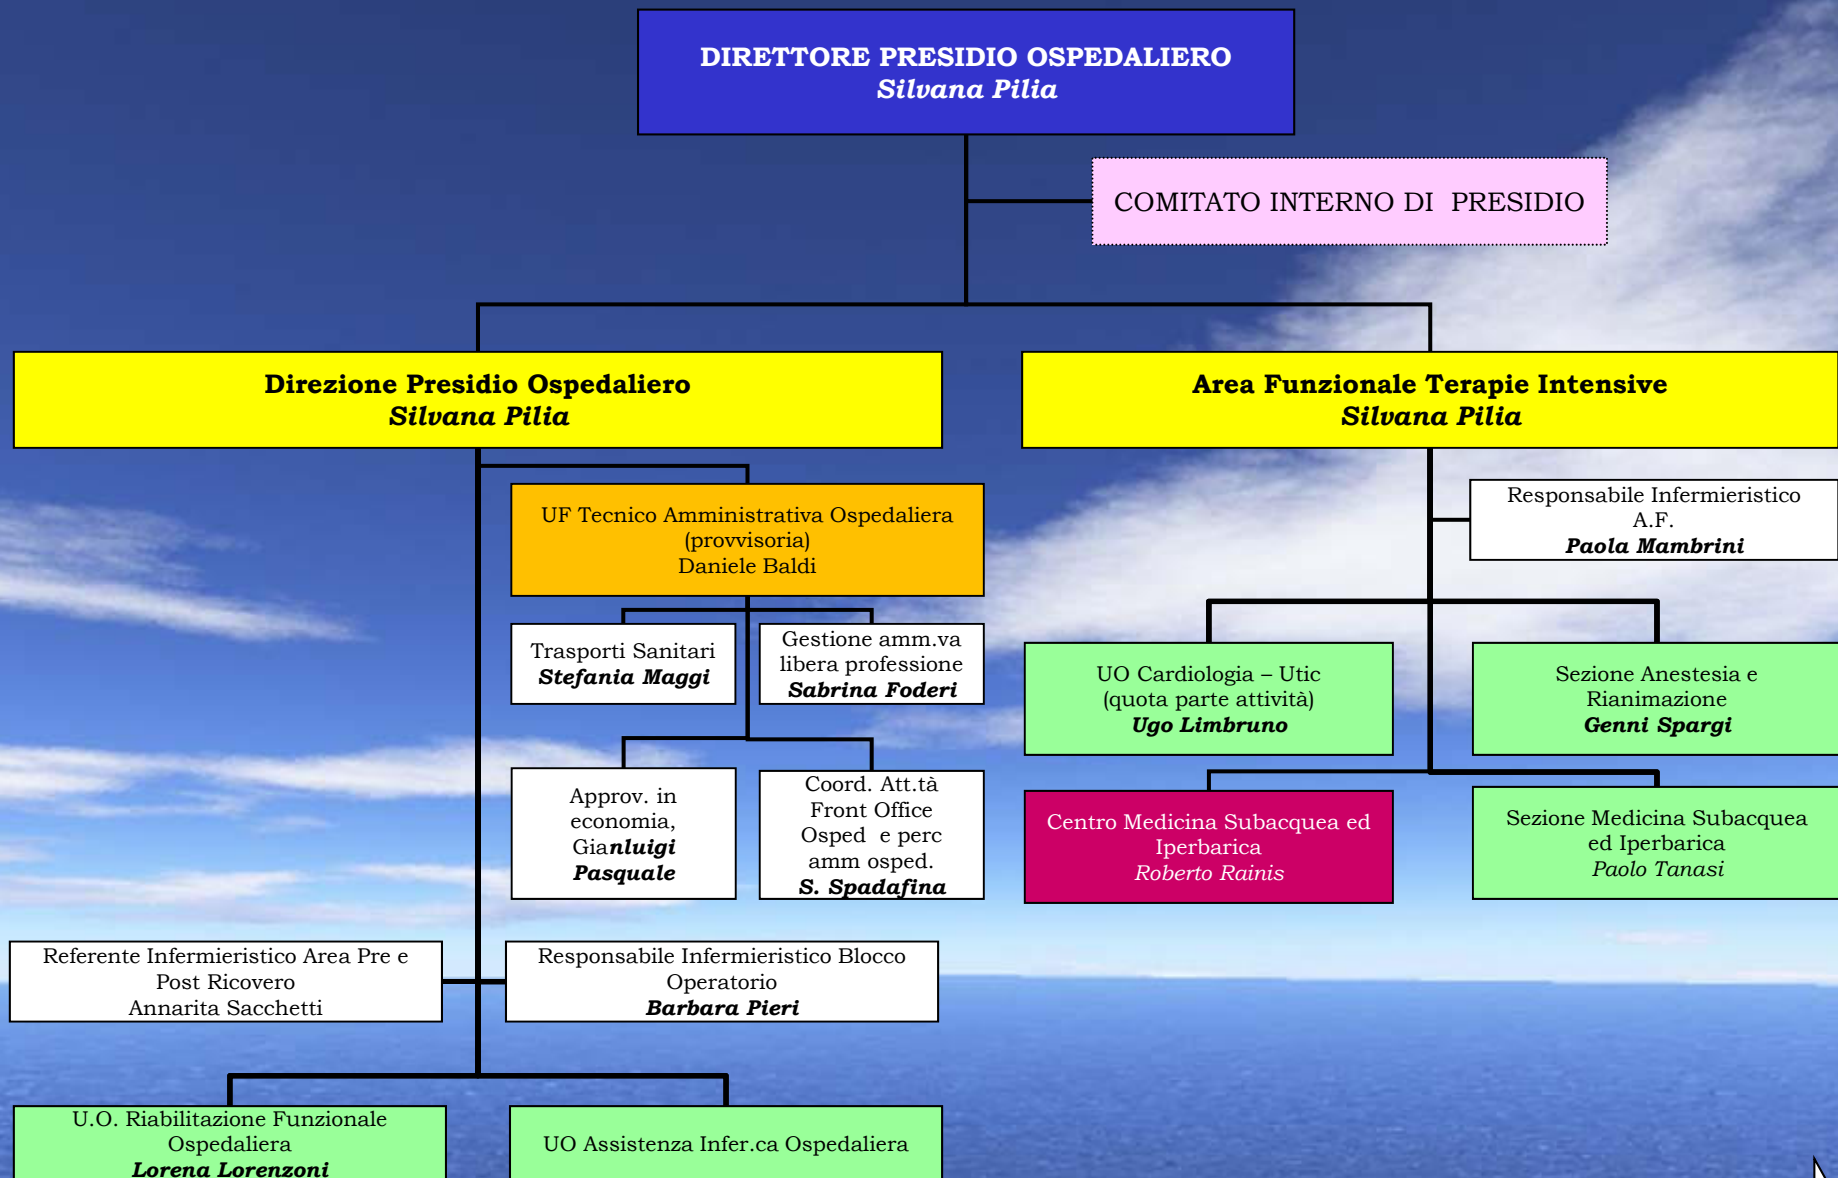 DIRETTORE PRESIDIO OSPEDALIERO
Silvana Pilia
COMITATO INTERNO DI  PRESIDIO
Direzione Presidio Ospedaliero
Silvana Pilia
Area Funzionale Terapie Intensive
Silvana Pilia
UF Tecnico Amministrativa Ospedaliera
(provvisoria)
Daniele Baldi
Responsabile Infermieristico
A.F.
Paola Mambrini
Trasporti Sanitari
Stefania Maggi
Gestione amm.va
libera professione
Sabrina Foderi
UO Cardiologia – Utic
(quota parte attività)
Ugo Limbruno
Sezione Anestesia e
Rianimazione
Genni Spargi
Approv. in
economia,
Gianluigi
Pasquale
Coord. Att.tà
Front Office
Osped  e perc
amm osped.
S. Spadafina
Centro Medicina Subacquea ed
Iperbarica
Roberto Rainis
Sezione Medicina Subacquea
ed Iperbarica
Paolo Tanasi
Referente Infermieristico Area Pre e
Post Ricovero
Annarita Sacchetti
Responsabile Infermieristico Blocco
Operatorio
Barbara Pieri
U.O. Riabilitazione Funzionale
Ospedaliera
Lorena Lorenzoni
UO Assistenza Infer.ca Ospedaliera